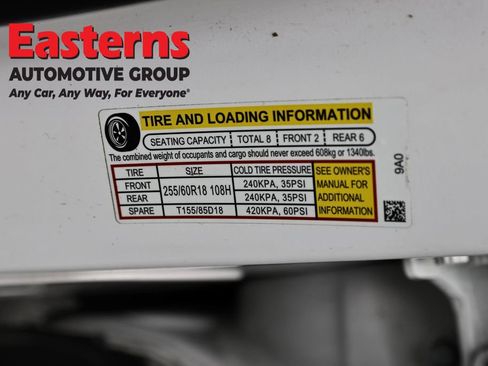 Easterns
AUTOMOTIVE GROUP
Any Car, Any Way, For Everyone®
TIRE AND LOADING INFORMATION
SEATING CAPACITY TOTAL 8 FRONT 2 REAR 6
The combined weight of occupants and cargo should never exceed 608kg or 1340lbs.
TIRE SIZE COLD TIRE PRESSURE SEE OWNER'S
FRONT 255/60R18 108H 240KPA, 35PSI MANUAL FOR
REAR 240KPA, 35PSI ADDITIONAL
SPARE T155/85D18 420KPA, 60PSI INFORMATION
9A0